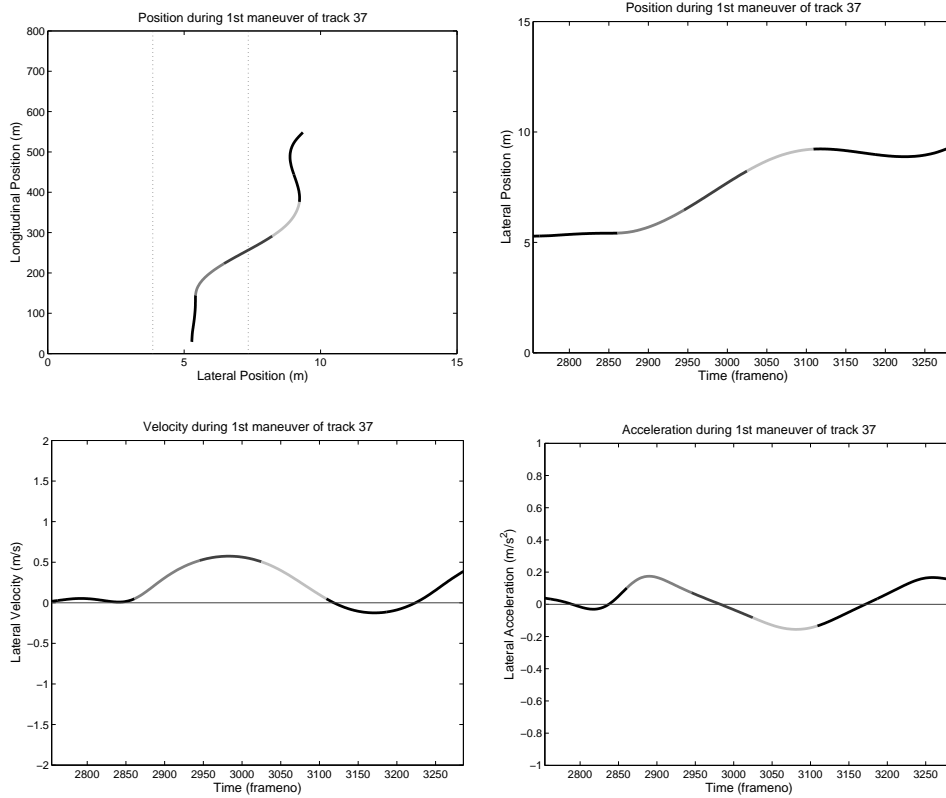 Position during 1st maneuver of track 37
800
700
600
500
400
300
200
100
0
Longitudinal Position (m)
0 5 10 15
Lateral Position (m)
Position during 1st maneuver of track 37
15
10
5
0
Lateral Position (m)
2800 2850 2900 2950 3000 3050 3100 3150 3200 3250
Time (frameno)
Velocity during 1st maneuver of track 37
2
1.5
1
0.5
0
−0.5
−1
−1.5
−2
Lateral Velocity (m/s)
2800 2850 2900 2950 3000 3050 3100 3150 3200 3250
Time (frameno)
Acceleration during 1st maneuver of track 37
1
0.8
0.6
0.4
0.2
0
−0.2
−0.4
−0.6
−0.8
−1
Lateral Acceleration (m/s²)
2800 2850 2900 2950 3000 3050 3100 3150 3200 3250
Time (frameno)